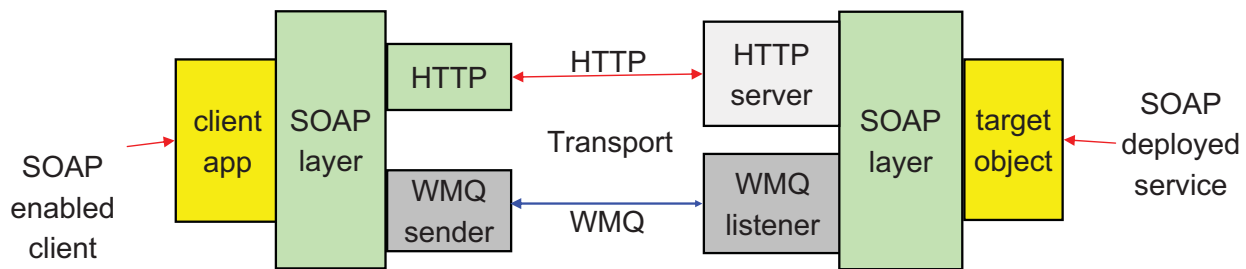 SOAP
enabled
client
client
app
SOAP
layer
HTTP
WMQ
sender
HTTP
Transport
WMQ
HTTP
server
WMQ
listener
SOAP
layer
target
object
SOAP
deployed
service